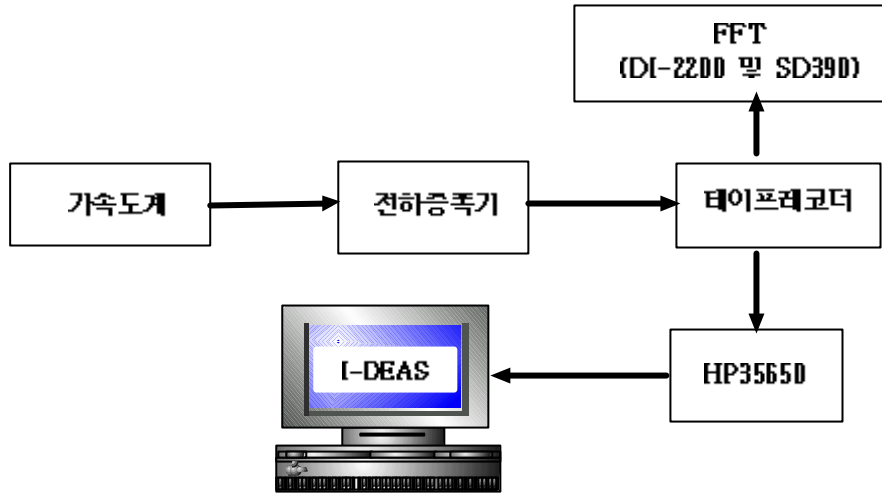 FFT
(DI-2200 및 SD390)
가속도계
전하증폭기
테이프레코더
I-DEAS
HP35650